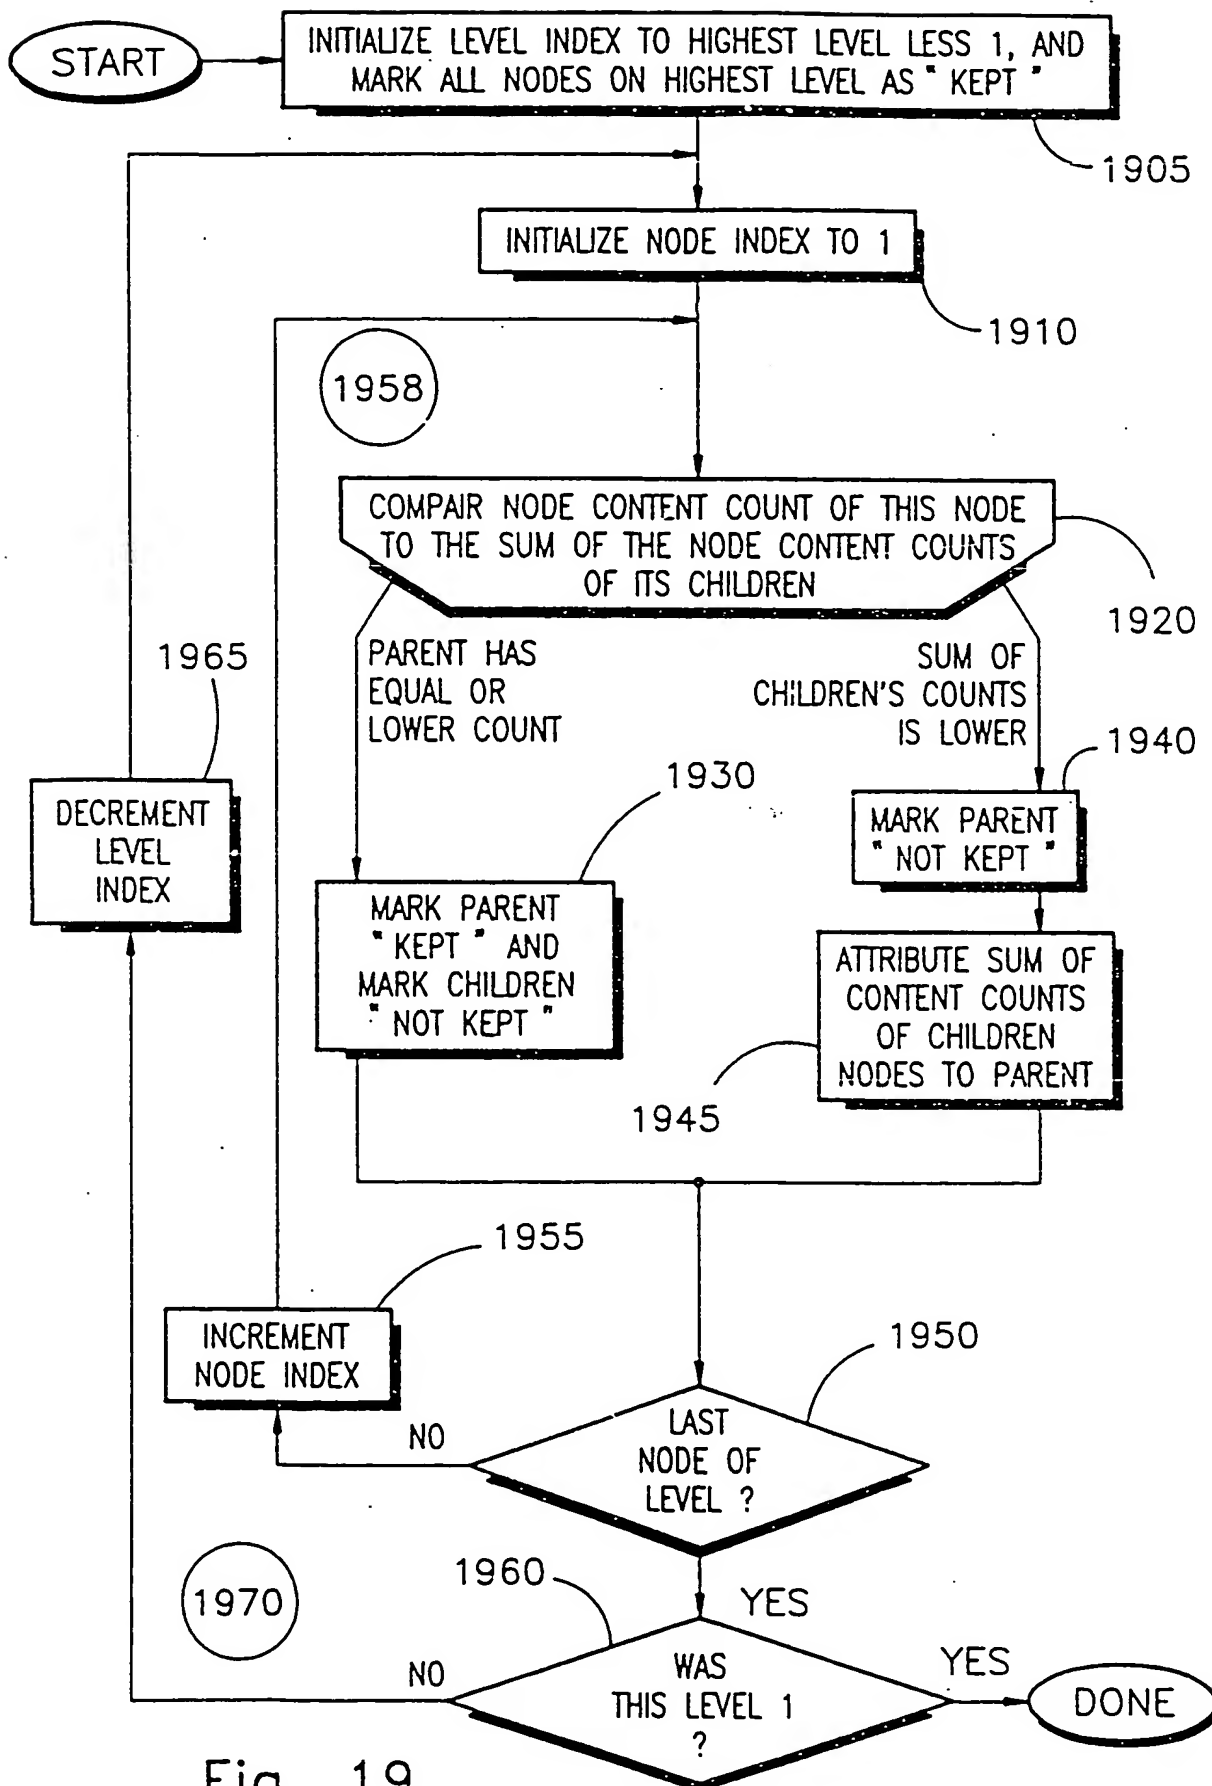 START
INITIALIZE LEVEL INDEX TO HIGHEST LEVEL LESS 1, AND
MARK ALL NODES ON HIGHEST LEVEL AS " KEPT "
1905
INITIALIZE NODE INDEX TO 1
1910
1958
COMPAIR NODE CONTENT COUNT OF THIS NODE
TO THE SUM OF THE NODE CONTENT COUNTS
OF ITS CHILDREN
1920
PARENT HAS
EQUAL OR
LOWER COUNT
SUM OF
CHILDREN'S COUNTS
IS LOWER
1965
DECREMENT
LEVEL
INDEX
1930
MARK PARENT
" KEPT " AND
MARK CHILDREN
" NOT KEPT "
1940
MARK PARENT
" NOT KEPT "
ATTRIBUTE SUM OF
CONTENT COUNTS
OF CHILDREN
NODES TO PARENT
1945
1955
INCREMENT
NODE INDEX
1950
LAST
NODE OF
LEVEL ?
NO
YES
1960
1970
WAS
THIS LEVEL 1
?
NO
YES
DONE
Fig. 19